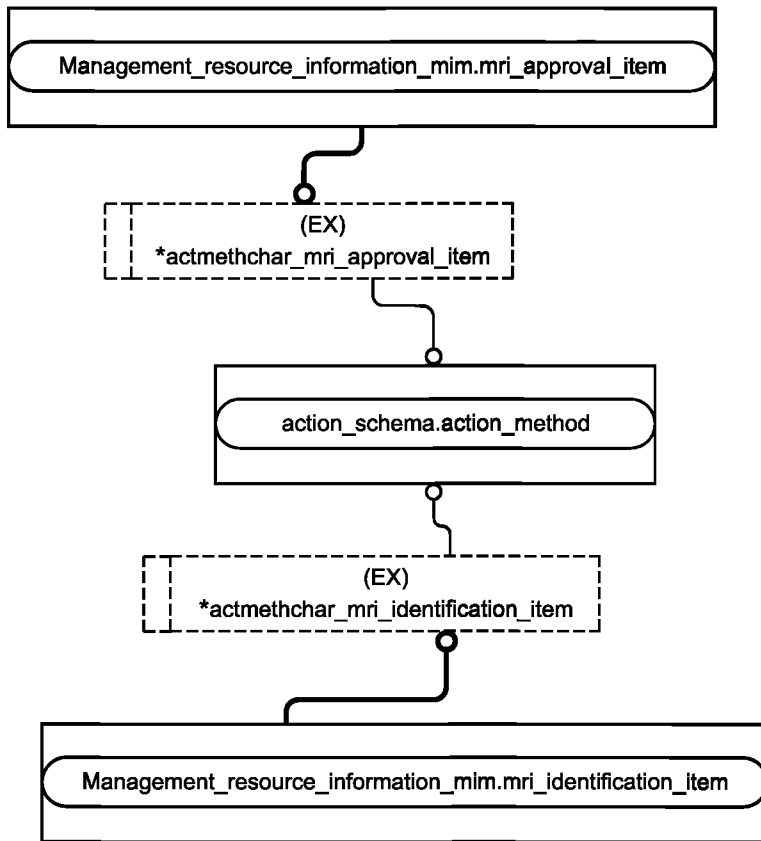 Management_resource_information_mim.mri_approval_item
(EX)
*actmethchar_mri_approval_item
action_schema.action_method
(EX)
*actmethchar_mri_identification_item
Management_resource_information_mim.mri_identification_item